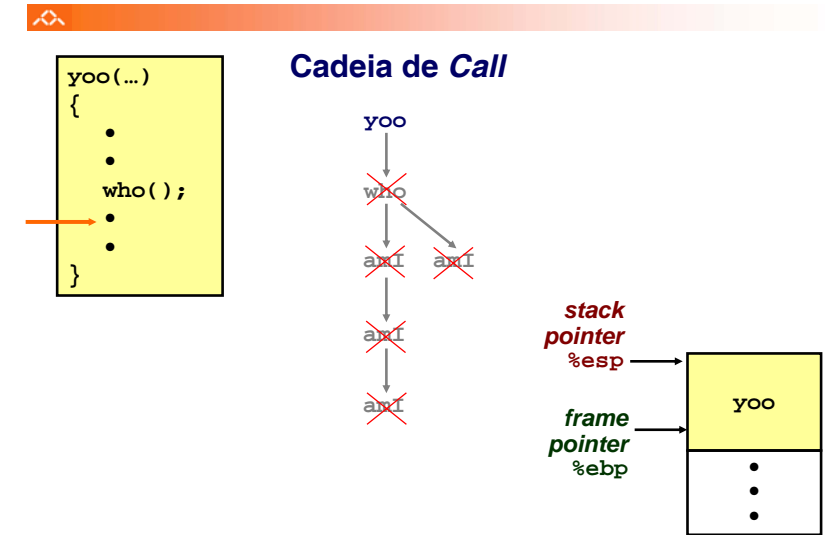 Cadeia de Call
yoo(…)
{
•
•
who();
•
•
}
yoo
who
amI amI
amI
amI
stack
pointer
%esp
frame
pointer
%ebp
yoo
•
•
•